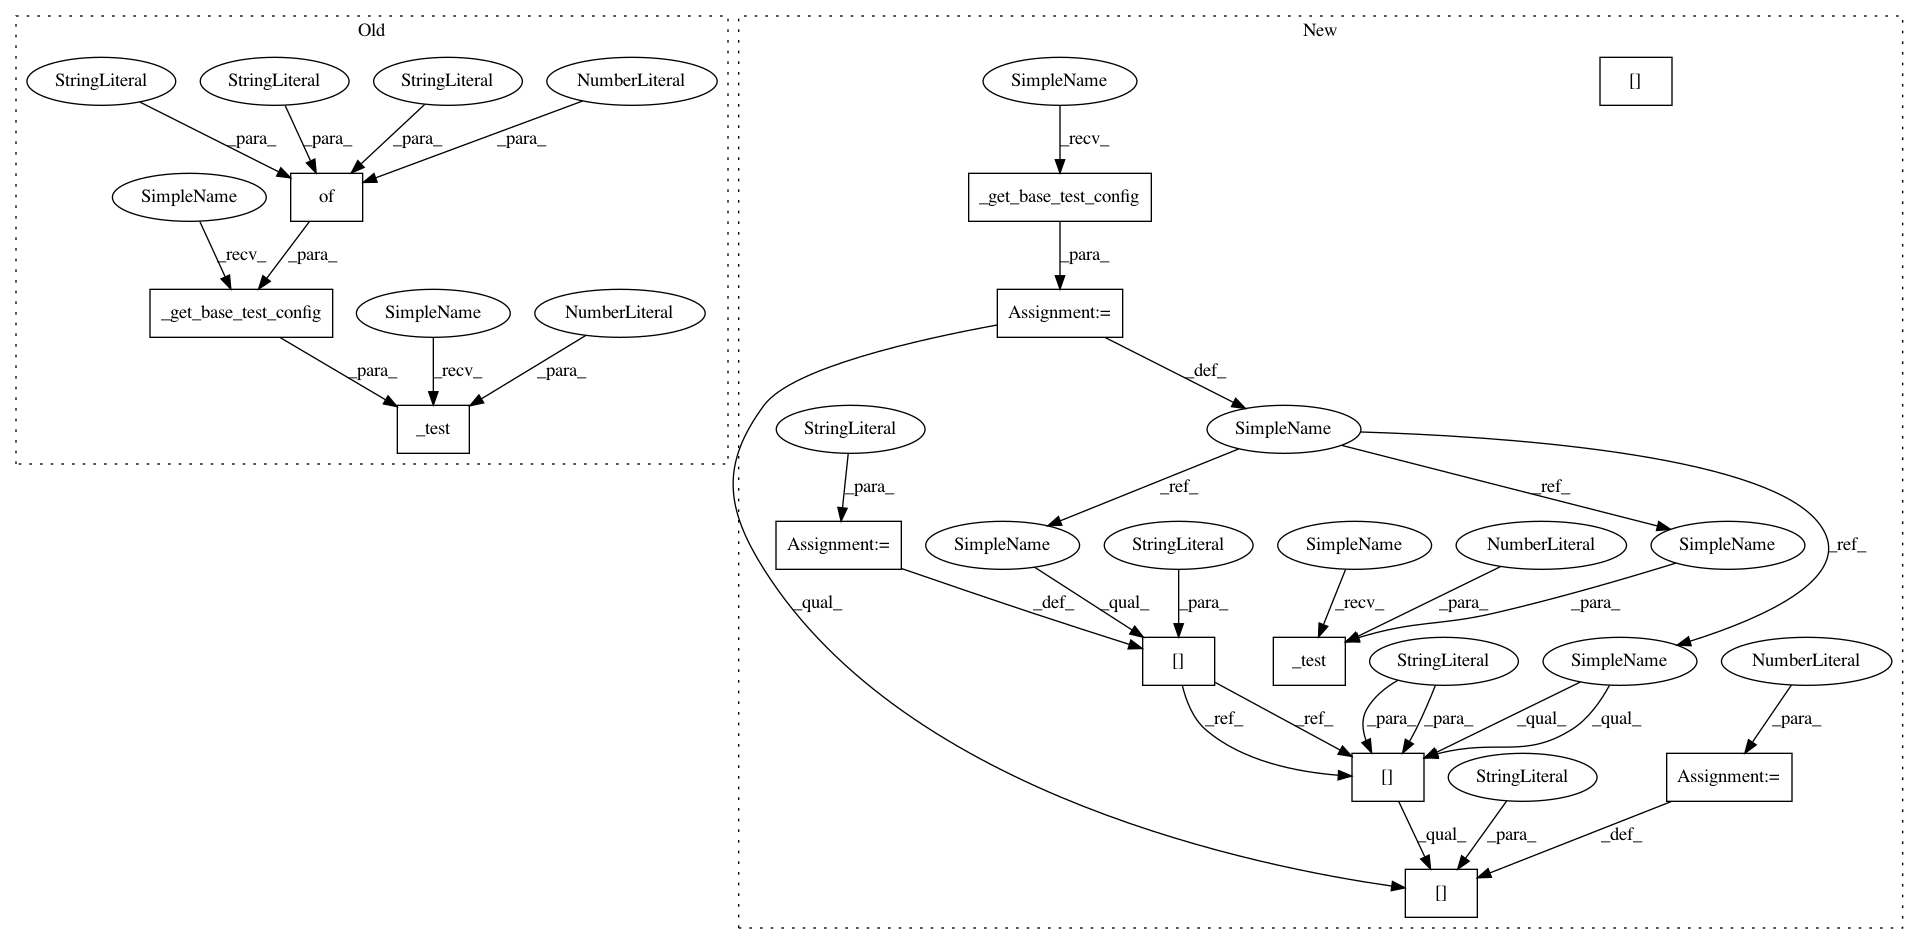 Old
New
StringLiteral
StringLiteral
StringLiteral
NumberLiteral
SimpleName
[]
_para_
_para_
_para_
_para_
_recv_
SimpleName
of
_get_base_test_config
_recv_
_para_
_para_
_get_base_test_config
SimpleName
NumberLiteral
Assignment:=
_para_
_recv_
_para_
_def_
_test
StringLiteral
SimpleName
_para_
_ref_
_ref_
Assignment:=
SimpleName
StringLiteral
SimpleName
NumberLiteral
SimpleName
_ref_
_qual_
_def_
_qual_
_para_
_recv_
_para_
_para_
[]
_test
StringLiteral
SimpleName
NumberLiteral
_ref_
_ref_
_para_
_para_
_qual_
_qual_
_para_
[]
StringLiteral
Assignment:=
_qual_
_para_
_def_
[]